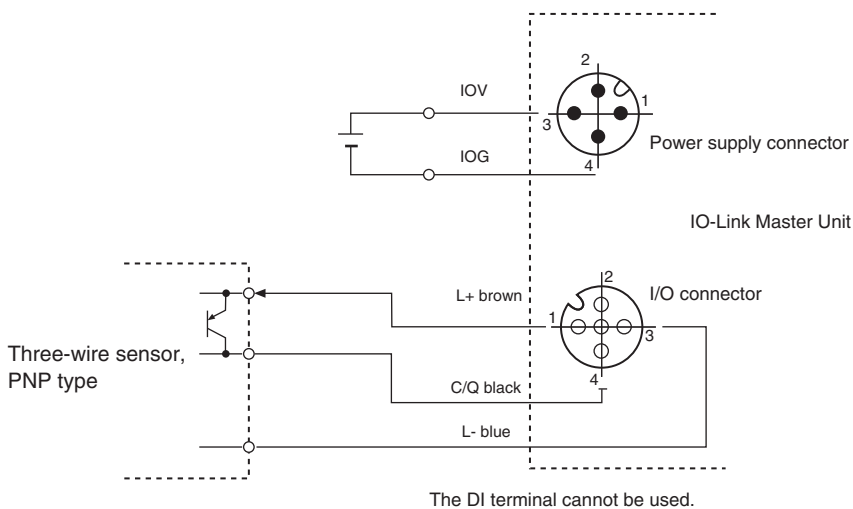 2
IOV
1
3
Power supply connector
IOG
4
IO-Link Master Unit
2
L+ brown
I/O connector
1
3
Three-wire sensor,
PNP type
4
C/Q black
L- blue
The DI terminal cannot be used.